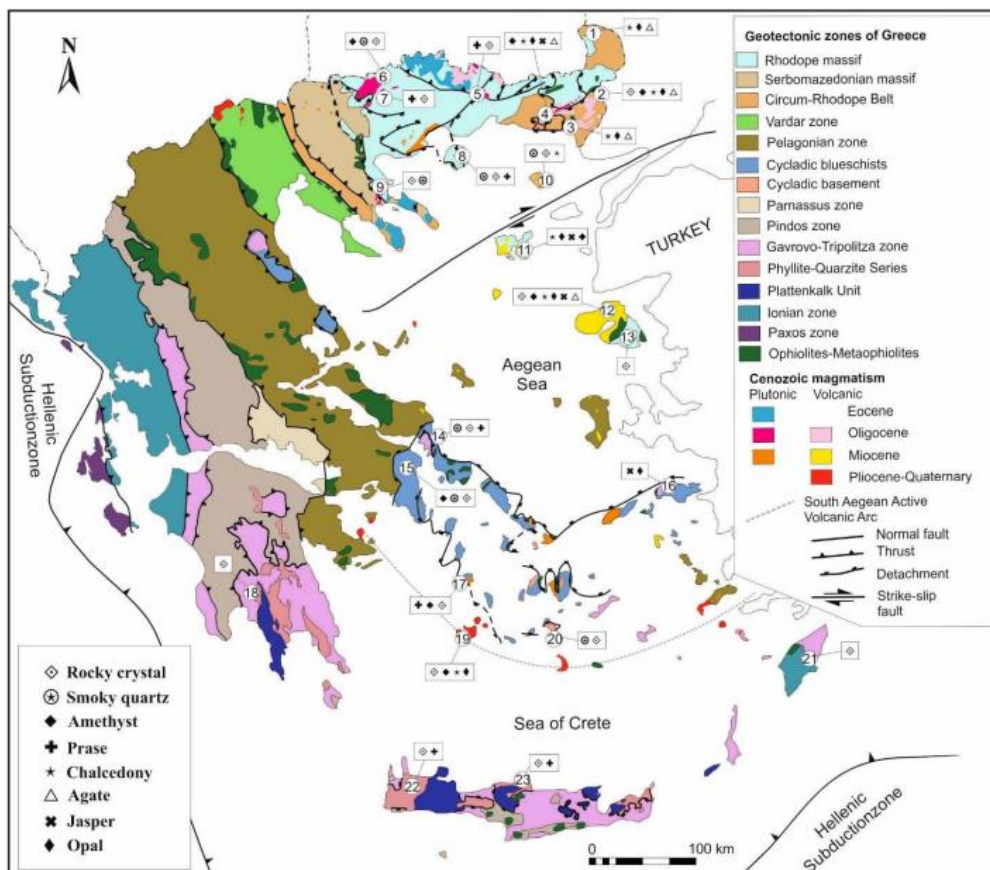 N
1
2
3
4
5
6
7
8
9
10
11
12
13
14
15
16
17
18
19
20
21
22
23
TURKEY
Aegean
Sea
Sea of Crete
Hellenic
Subductionzone
Hellenic
Subductionzone
0
100 km
Rocky crystal
Smoky quartz
Amethyst
Prase
Chalcedony
Agate
Jasper
Opal
Geotectonic zones of Greece
Rhodope massif
Serbomazedonian massif
Circum-Rhodope Belt
Vardar zone
Pelagonian zone
Cycladic blueschists
Cycladic basement
Parnassus zone
Pindos zone
Gavrovo-Tripolitza zone
Phyllite-Quarzite Series
Plattenkalk Unit
Ionian zone
Paxos zone
Ophiolites-Metaophiolites
Cenozoic magmatism
Plutonic Volcanic
Eocene
Oligocene
Miocene
Pliocene-Quaternary
South Aegean Active
Volcanic Arc
Normal fault
Thrust
Detachment
Strike-slip
fault